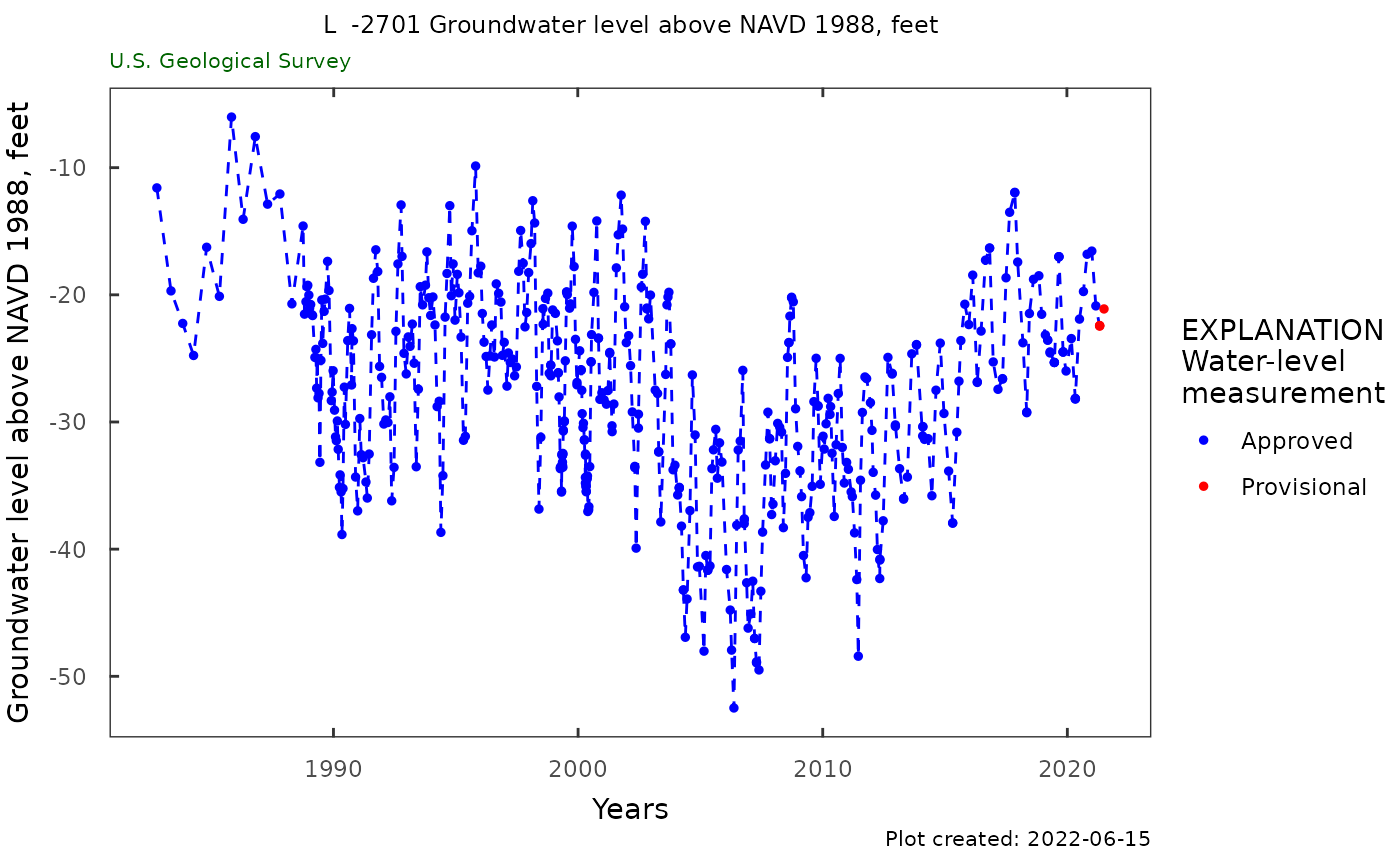 L  -2701 Groundwater level above NAVD 1988, feet
U.S. Geological Survey
Groundwater level above NAVD 1988, feet
-10
-20
-30
-40
-50
1990
2000
2010
2020
Years
EXPLANATION
Water-level
measurement
Approved
Provisional
Plot created: 2022-06-15